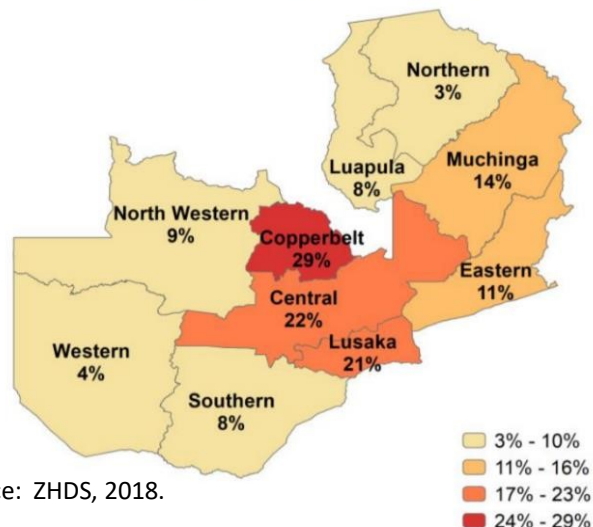 Northern
3%
Luapula
8%
Muchinga
14%
North Western
9%
Copperbelt
29%
Eastern
11%
Central
22%
Lusaka
21%
Western
4%
Southern
8%
3% - 10%
11% - 16%
17% - 23%
24% - 29%
ce: ZHDS, 2018.